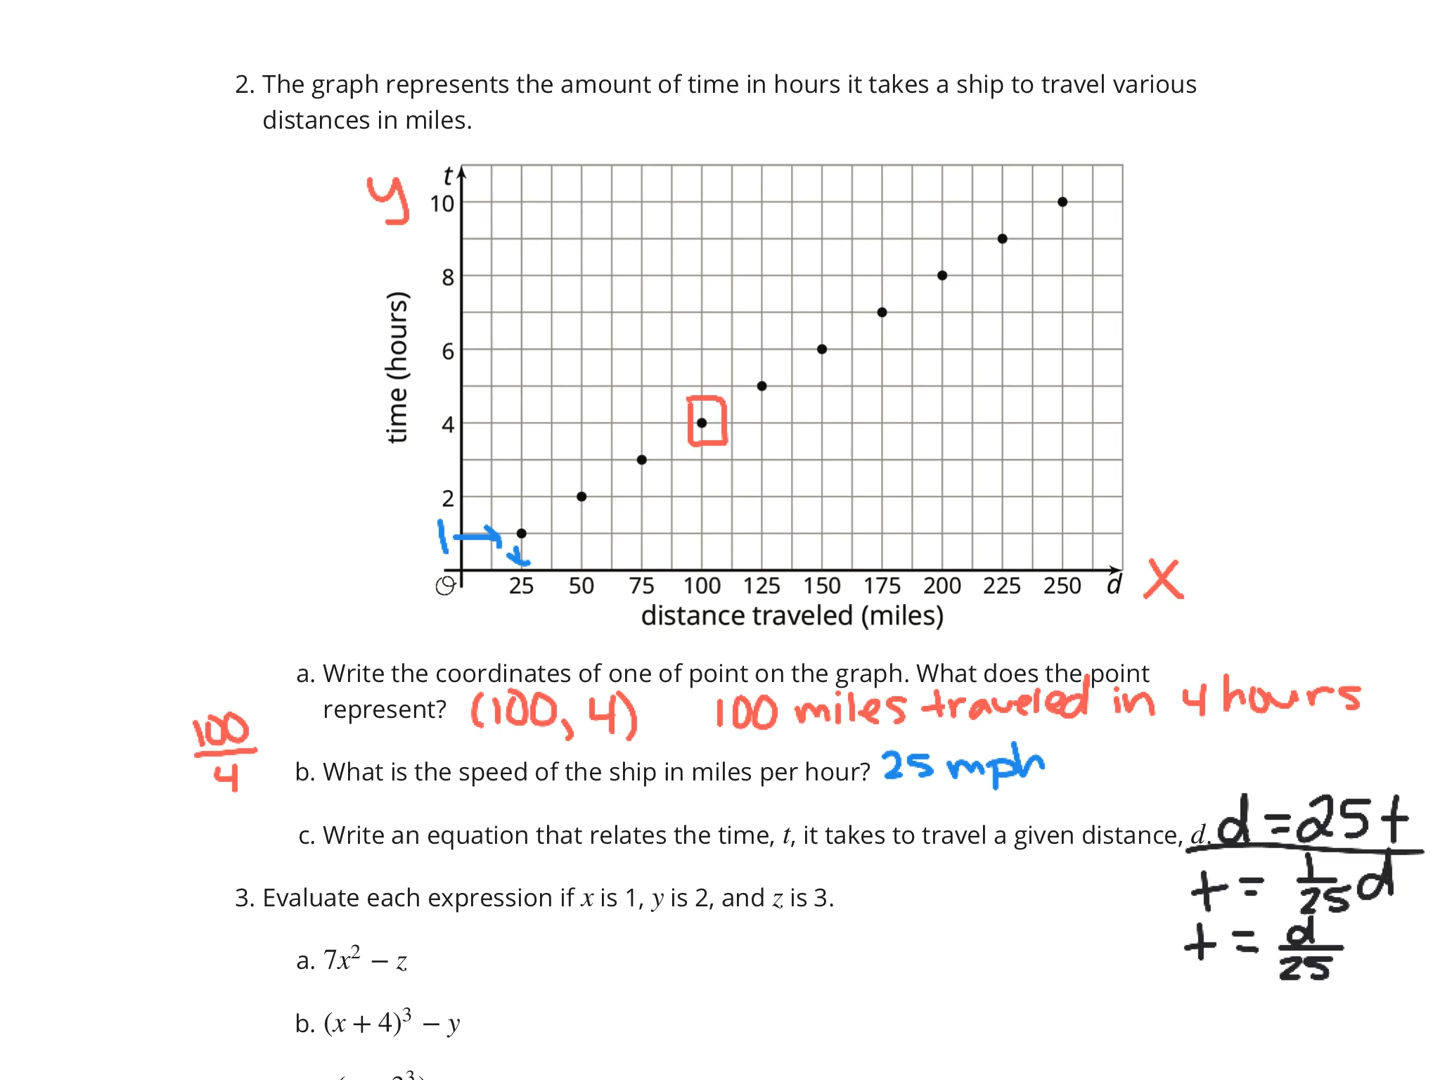 2. The graph represents the amount of time in hours it takes a ship to travel various
distances in miles.
y
t
10
8
6
4
2
time (hours)
1
O
25 50 75 100 125 150 175 200 225 250 d
x
distance traveled (miles)
a. Write the coordinates of one of point on the graph. What does the point
represent? (100, 4) 100 miles traveled in 4 hours
100
4
b. What is the speed of the ship in miles per hour? 25 mph
c. Write an equation that relates the time, t, it takes to travel a given distance, d. d = 25t
t = 1/25 d
t = d/25
3. Evaluate each expression if x is 1, y is 2, and z is 3.
a. 7x² − z
b. (x + 4)³ − y